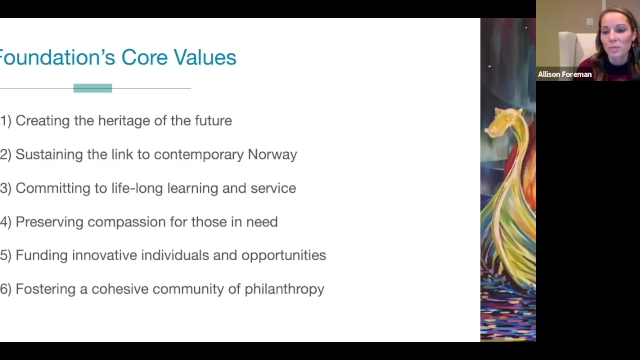 Foundation's Core Values
1) Creating the heritage of the future
2) Sustaining the link to contemporary Norway
3) Committing to life-long learning and service
4) Preserving compassion for those in need
5) Funding innovative individuals and opportunities
6) Fostering a cohesive community of philanthropy
Allison Foreman